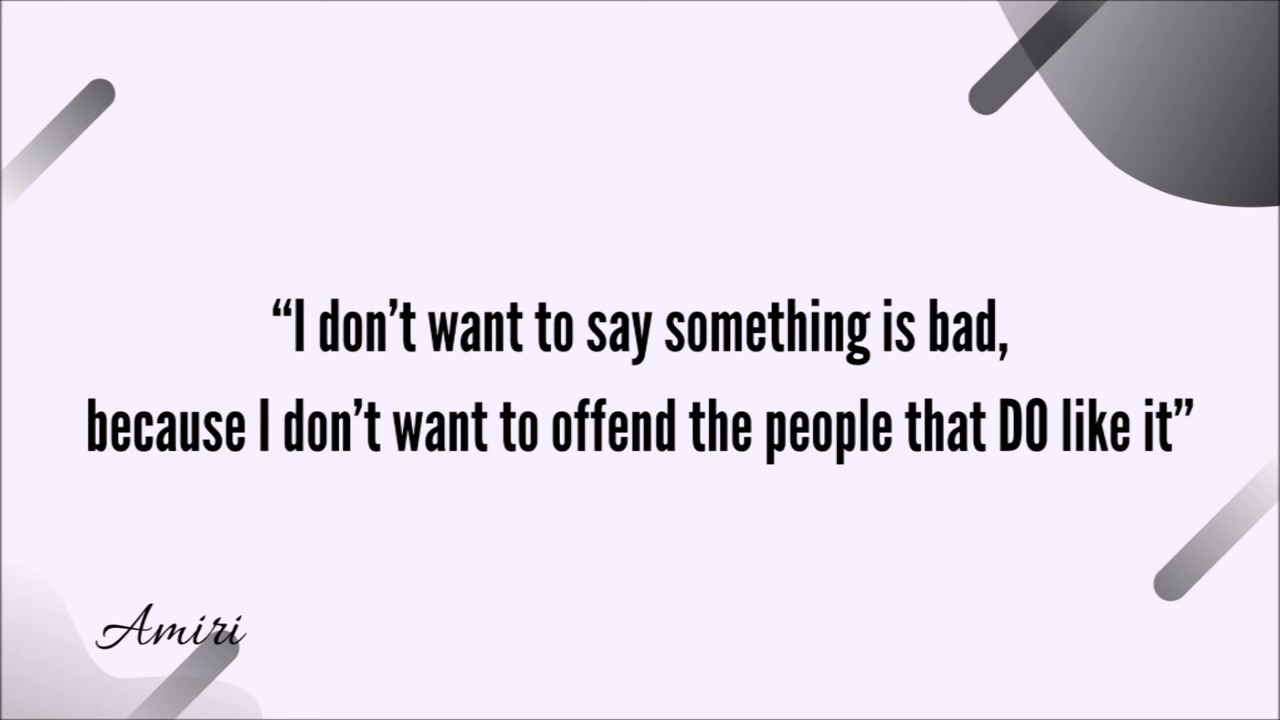 “I don’t want to say something is bad,
because I don’t want to offend the people that DO like it”
Amiri